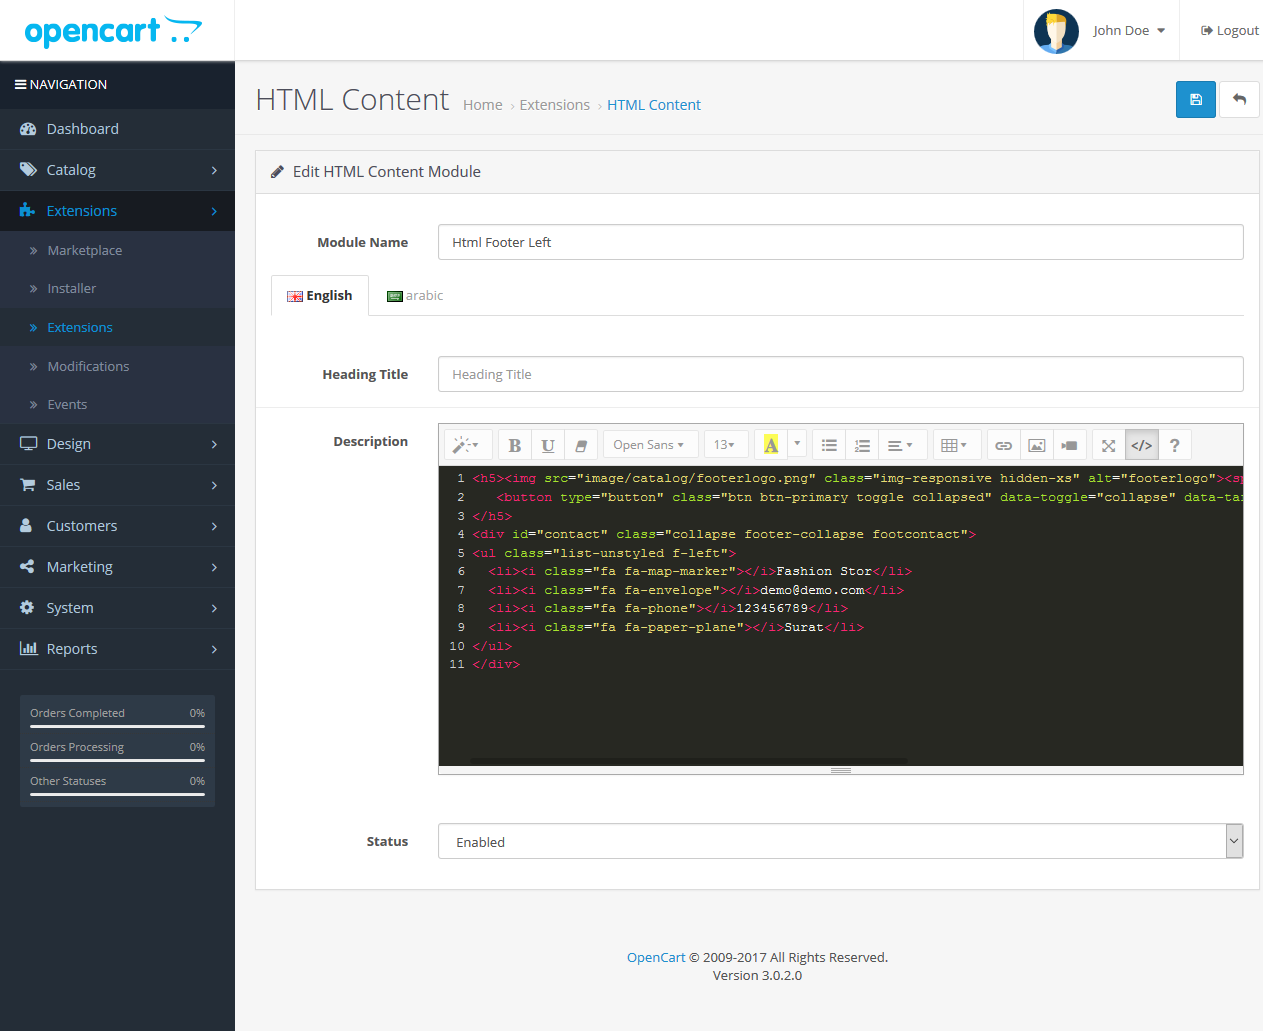 opencart
John Doe
Logout
NAVIGATION
Dashboard
Catalog
Extensions
Marketplace
Installer
Extensions
Modifications
Events
Design
Sales
Customers
Marketing
System
Reports
Orders Completed 0%
Orders Processing 0%
Other Statuses 0%
HTML Content Home › Extensions › HTML Content
Edit HTML Content Module
Module Name Html Footer Left
English arabic
Heading Title Heading Title
Description
B U Open Sans 13 A </> ?
1 <h5><img src="image/catalog/footerlogo.png" class="img-responsive hidden-xs" alt="footerlogo"><sp
2 <button type="button" class="btn btn-primary toggle collapsed" data-toggle="collapse" data-tar
3 </h5>
4 <div id="contact" class="collapse footer-collapse footcontact">
5 <ul class="list-unstyled f-left">
6 <li><i class="fa fa-map-marker"></i>Fashion Stor</li>
7 <li><i class="fa fa-envelope"></i>demo@demo.com</li>
8 <li><i class="fa fa-phone"></i>123456789</li>
9 <li><i class="fa fa-paper-plane"></i>Surat</li>
10 </ul>
11 </div>
Status Enabled
OpenCart © 2009-2017 All Rights Reserved.
Version 3.0.2.0